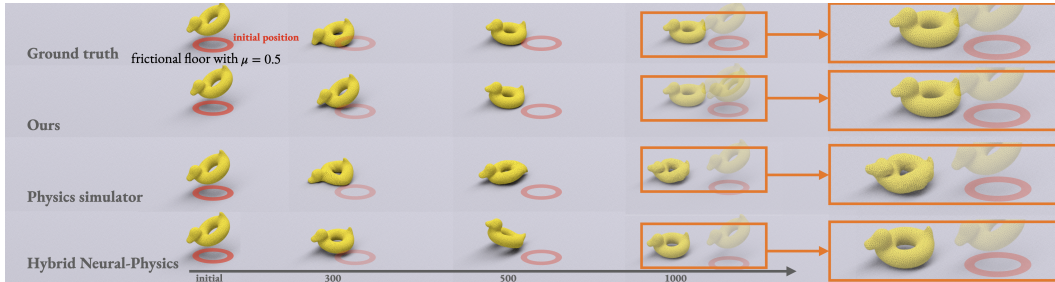 Ground truth
initial position
frictional floor with μ = 0.5
Ours
Physics simulator
Hybrid Neural-Physics
initial
300
500
1000